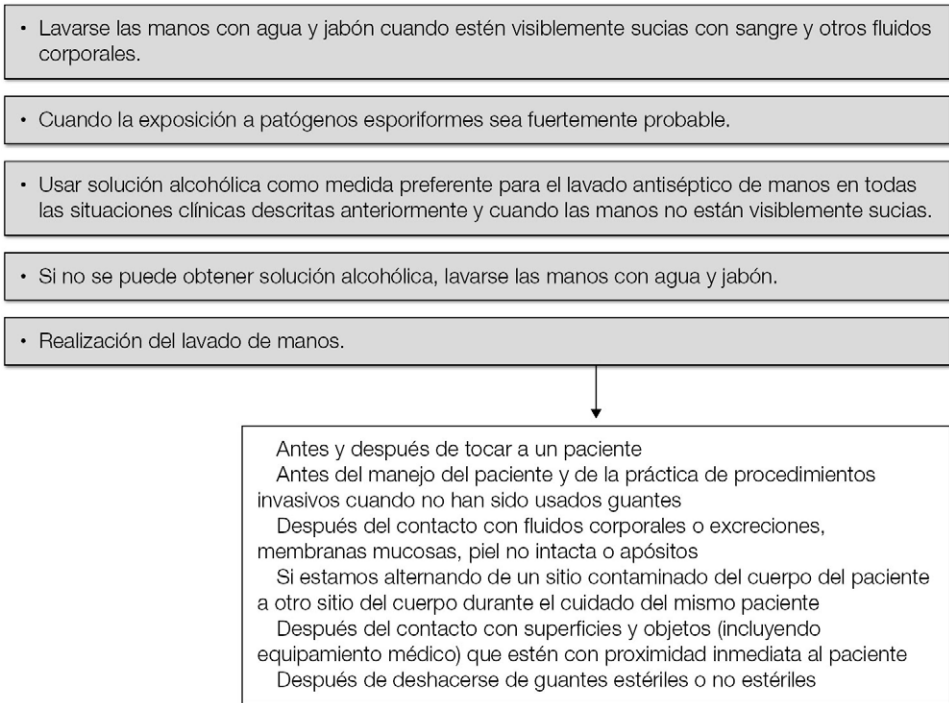 • Lavarse las manos con agua y jabón cuando estén visiblemente sucias con sangre y otros fluidos
corporales.
• Cuando la exposición a patógenos esporiformes sea fuertemente probable.
• Usar solución alcohólica como medida preferente para el lavado antiséptico de manos en todas
las situaciones clínicas descritas anteriormente y cuando las manos no están visiblemente sucias.
• Si no se puede obtener solución alcohólica, lavarse las manos con agua y jabón.
• Realización del lavado de manos.
Antes y después de tocar a un paciente
Antes del manejo del paciente y de la práctica de procedimientos
invasivos cuando no han sido usados guantes
Después del contacto con fluidos corporales o excreciones,
membranas mucosas, piel no intacta o apósitos
Si estamos alternando de un sitio contaminado del cuerpo del paciente
a otro sitio del cuerpo durante el cuidado del mismo paciente
Después del contacto con superficies y objetos (incluyendo
equipamiento médico) que estén con proximidad inmediata al paciente
Después de deshacerse de guantes estériles o no estériles